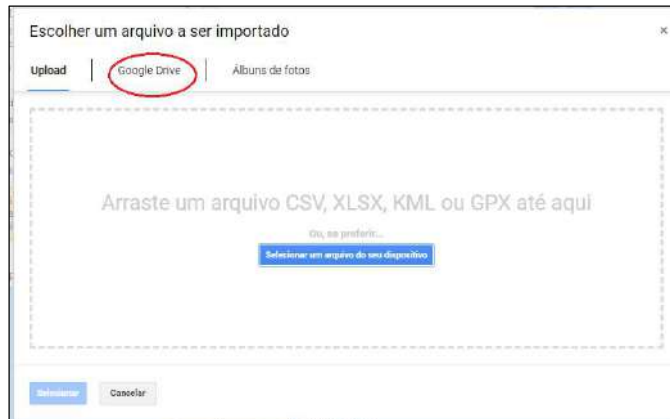 Escolher um arquivo a ser importado ×
Upload Google Drive Álbuns de fotos
Arraste um arquivo CSV, XLSX, KML ou GPX até aqui
Ou, se preferir...
Selecionar um arquivo do seu dispositivo
Selecionar Cancelar